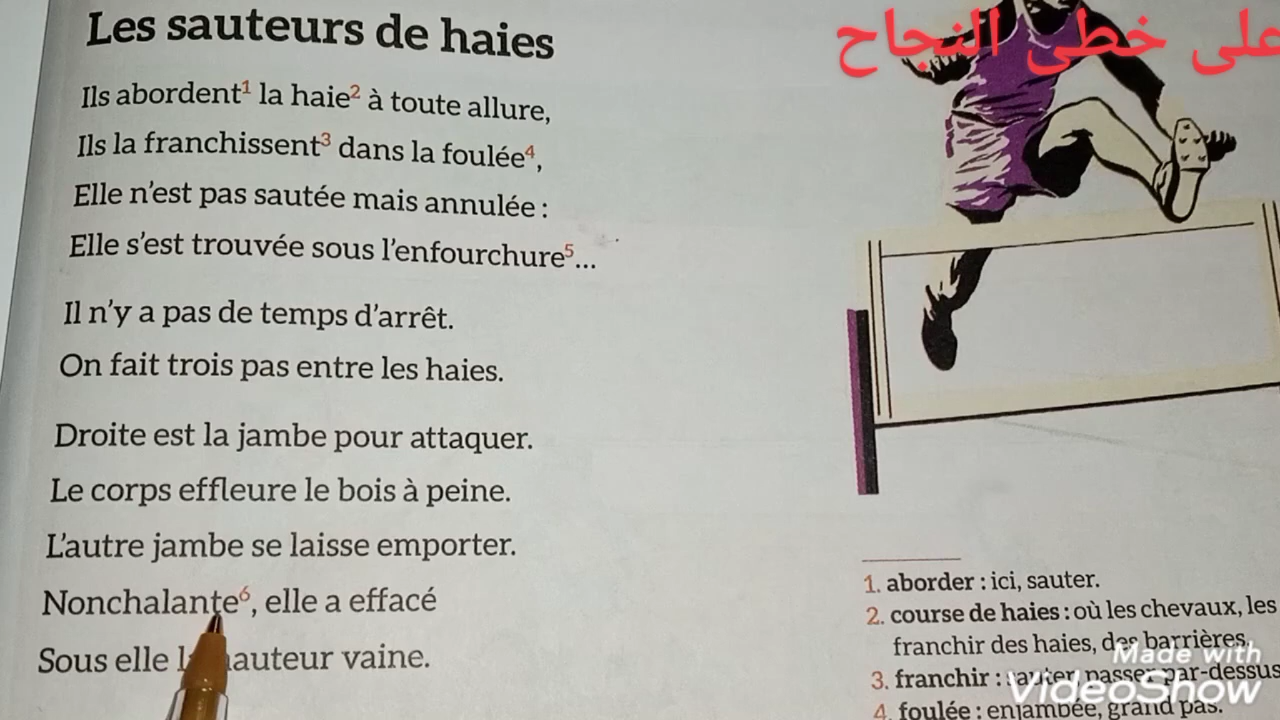 Les sauteurs de haies
على خطى النجاح
Ils abordent¹ la haie² à toute allure,
Ils la franchissent³ dans la foulée⁴,
Elle n'est pas sautée mais annulée :
Elle s'est trouvée sous l'enfourchure⁵...
Il n'y a pas de temps d'arrêt.
On fait trois pas entre les haies.
Droite est la jambe pour attaquer.
Le corps effleure le bois à peine.
L'autre jambe se laisse emporter.
Nonchalante⁶, elle a effacé
Sous elle hauteur vaine.
1. aborder : ici, sauter.
2. course de haies : où les chevaux, les
franchir des haies, des barrières,
3. franchir : sauter, passer par-dessus
4. foulée : enjambée, grand pas.
Made with
VideoShow